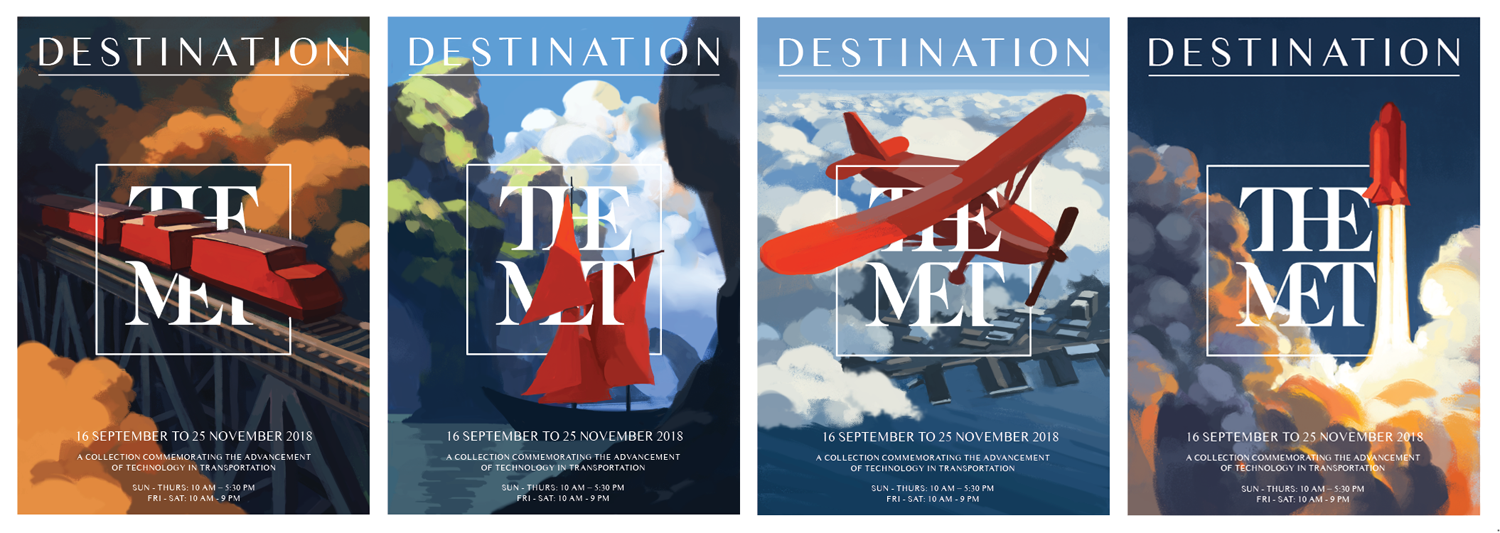 DESTINATION
THE
MET
16 SEPTEMBER TO 25 NOVEMBER 2018
A COLLECTION COMMEMORATING THE ADVANCEMENT
OF TECHNOLOGY IN TRANSPORTATION
SUN - THURS: 10 AM – 5:30 PM
FRI - SAT: 10 AM - 9 PM
DESTINATION
THE
MET
16 SEPTEMBER TO 25 NOVEMBER 2018
A COLLECTION COMMEMORATING THE ADVANCEMENT
OF TECHNOLOGY IN TRANSPORTATION
SUN - THURS: 10 AM – 5:30 PM
FRI - SAT: 10 AM - 9 PM
DESTINATION
THE
MET
16 SEPTEMBER TO 25 NOVEMBER 2018
A COLLECTION COMMEMORATING THE ADVANCEMENT
OF TECHNOLOGY IN TRANSPORTATION
SUN - THURS: 10 AM – 5:30 PM
FRI - SAT: 10 AM - 9 PM
DESTINATION
THE
MET
16 SEPTEMBER TO 25 NOVEMBER 2018
A COLLECTION COMMEMORATING THE ADVANCEMENT
OF TECHNOLOGY IN TRANSPORTATION
SUN - THURS: 10 AM – 5:30 PM
FRI - SAT: 10 AM - 9 PM